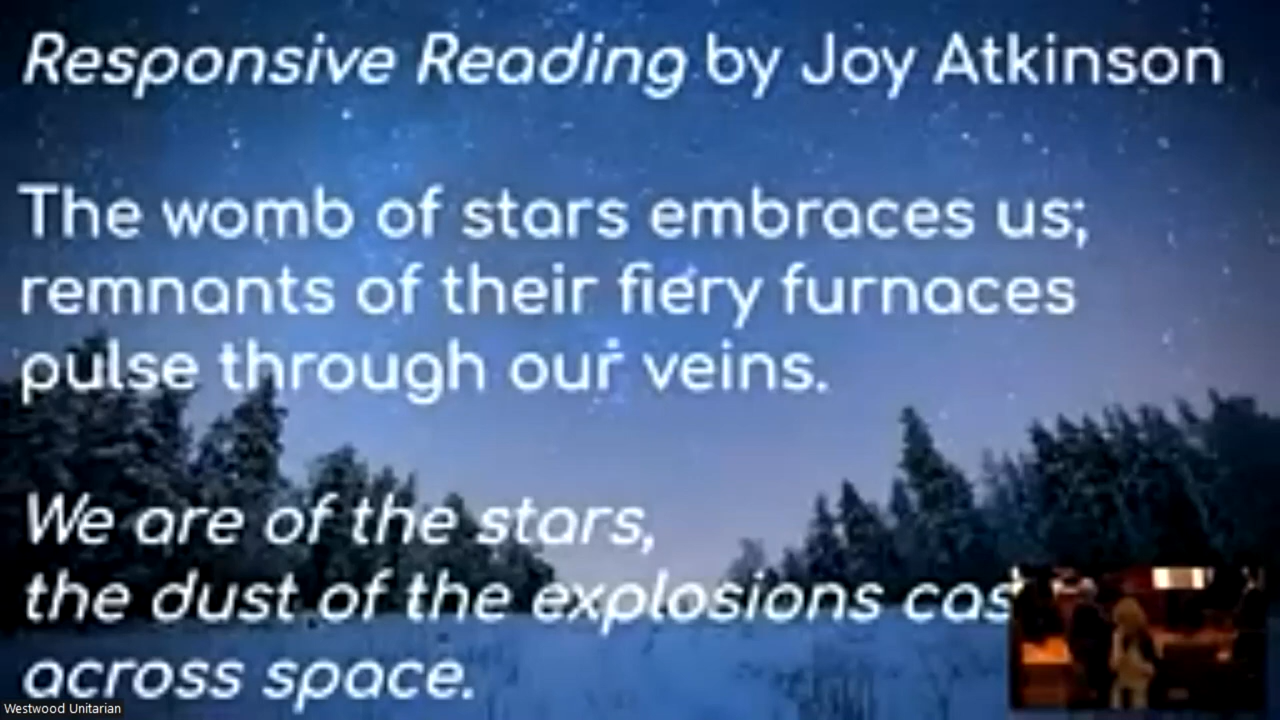 Responsive Reading by Joy Atkinson
The womb of stars embraces us;
remnants of their fiery furnaces
pulse through our veins.
We are of the stars,
the dust of the explosions cas
across space.
Westwood Unitarian